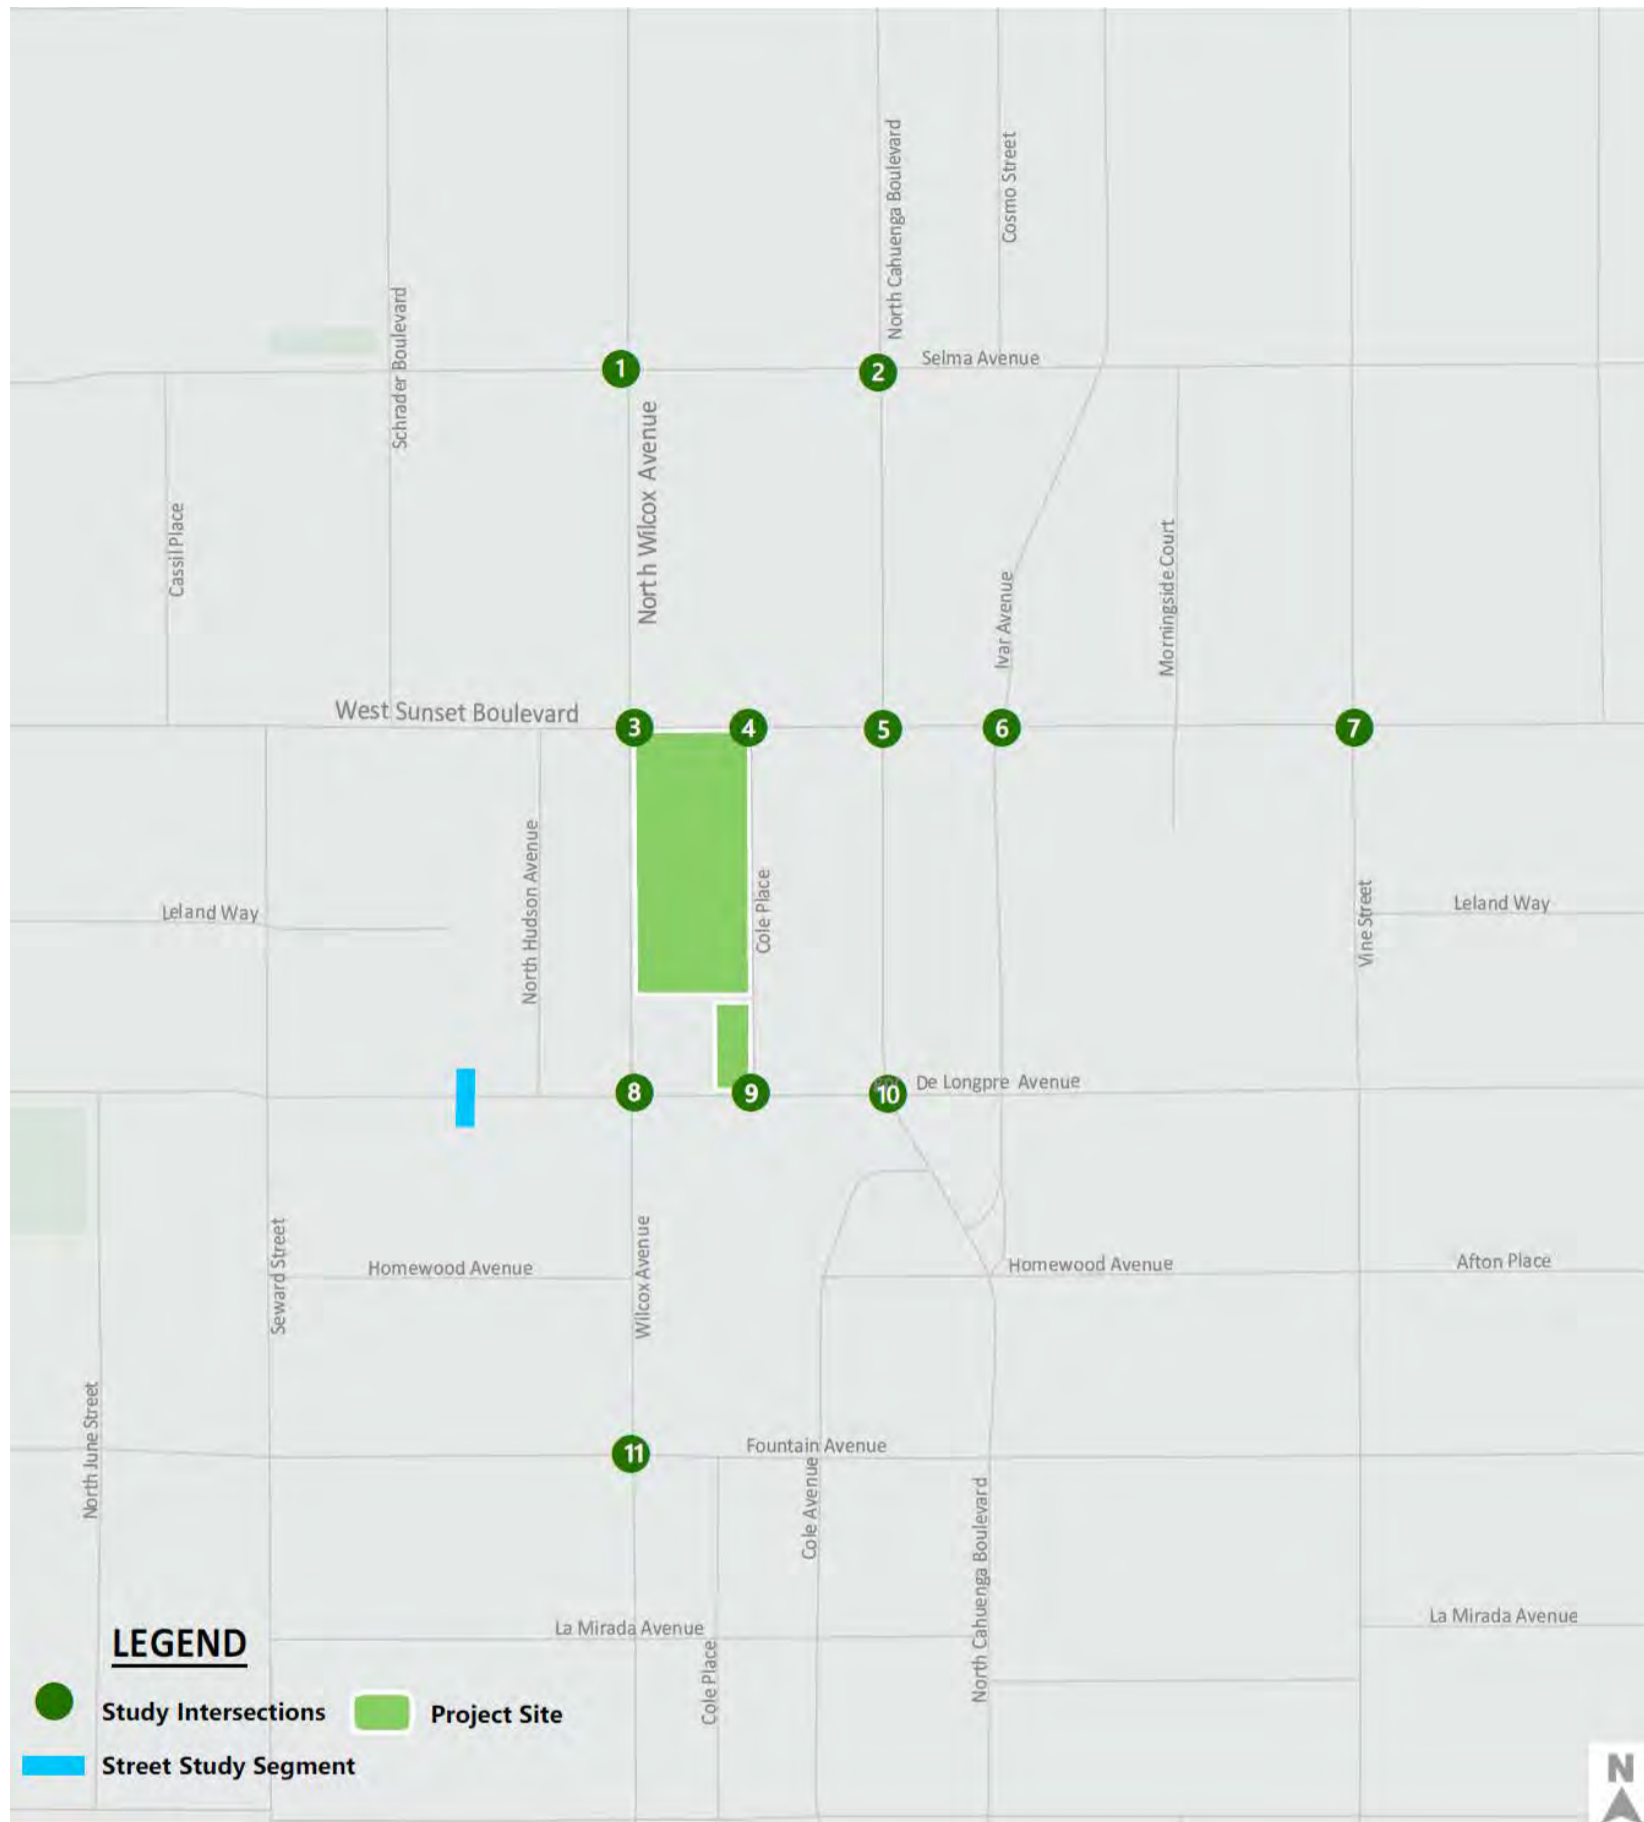 North Cahuenga Boulevard
Cosmo Street
Schrader Boulevard
1
2
Selma Avenue
North Wilcox Avenue
Cassil Place
Ivar Avenue
Morningside Court
West Sunset Boulevard
3
4
5
6
7
North Hudson Avenue
Cole Place
Vine Street
Leland Way
Leland Way
8
9
10
De Longpre Avenue
Seward Street
Wilcox Avenue
Homewood Avenue
Homewood Avenue
Afton Place
North June Street
11
Fountain Avenue
Cole Avenue
North Cahuenga Boulevard
La Mirada Avenue
La Mirada Avenue
Cole Place
LEGEND
Study Intersections
Project Site
Street Study Segment
N